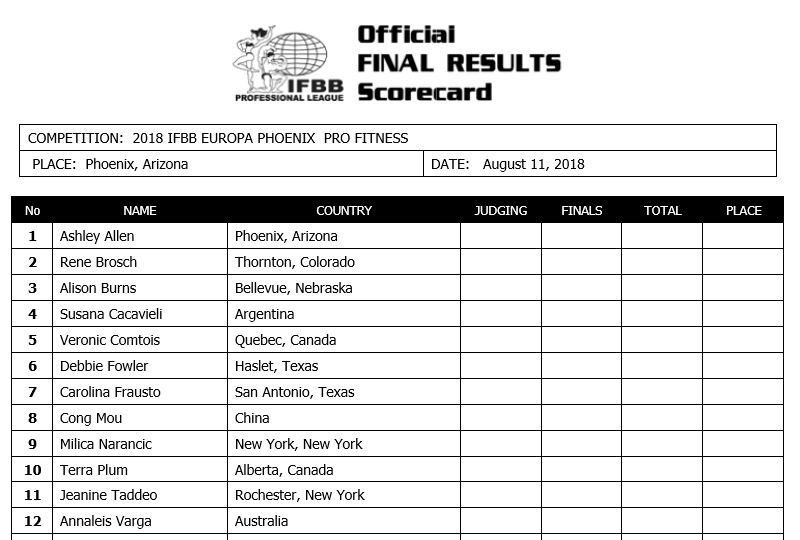 Official
FINAL RESULTS
Scorecard
IFBB
PROFESSIONAL LEAGUE
COMPETITION: 2018 IFBB EUROPA PHOENIX PRO FITNESS
PLACE: Phoenix, Arizona DATE: August 11, 2018
No NAME COUNTRY JUDGING FINALS TOTAL PLACE
1 Ashley Allen Phoenix, Arizona
2 Rene Brosch Thornton, Colorado
3 Alison Burns Bellevue, Nebraska
4 Susana Cacavieli Argentina
5 Veronic Comtois Quebec, Canada
6 Debbie Fowler Haslet, Texas
7 Carolina Frausto San Antonio, Texas
8 Cong Mou China
9 Milica Narancic New York, New York
10 Terra Plum Alberta, Canada
11 Jeanine Taddeo Rochester, New York
12 Annaleis Varga Australia